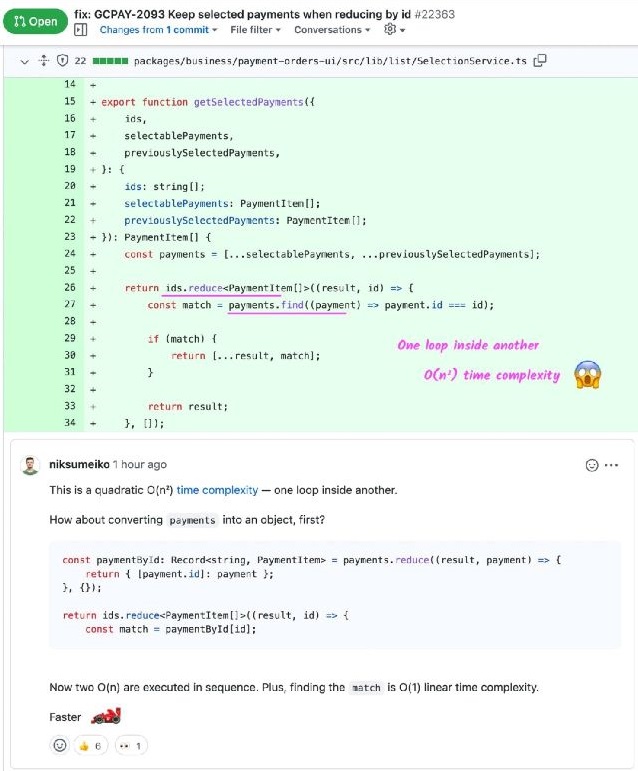 Open
fix: GCPAY-2093 Keep selected payments when reducing by id #22363
Changes from 1 commit File filter Conversations
22 packages/business/payment-orders-ui/src/lib/list/SelectionService.ts
14 +
15 + export function getSelectedPayments({
16 + ids,
17 + selectablePayments,
18 + previouslySelectedPayments,
19 + }: {
20 + ids: string[];
21 + selectablePayments: PaymentItem[];
22 + previouslySelectedPayments: PaymentItem[];
23 + }): PaymentItem[] {
24 + const payments = [...selectablePayments, ...previouslySelectedPayments];
25 +
26 + return ids.reduce<PaymentItem[]>((result, id) => {
27 + const match = payments.find((payment) => payment.id === id);
28 +
29 + if (match) {
30 + return [...result, match];
31 + }
32 +
33 + return result;
34 + }, []);
One loop inside another
O(n²) time complexity
niksumeiko 1 hour ago
This is a quadratic O(n²) time complexity — one loop inside another.
How about converting payments into an object, first?
const paymentById: Record<string, PaymentItem> = payments.reduce((result, payment) => {
return { [payment.id]: payment };
}, {});
return ids.reduce<PaymentItem[]>((result, id) => {
const match = paymentById[id];
Now two O(n) are executed in sequence. Plus, finding the match is O(1) linear time complexity.
Faster
6 1